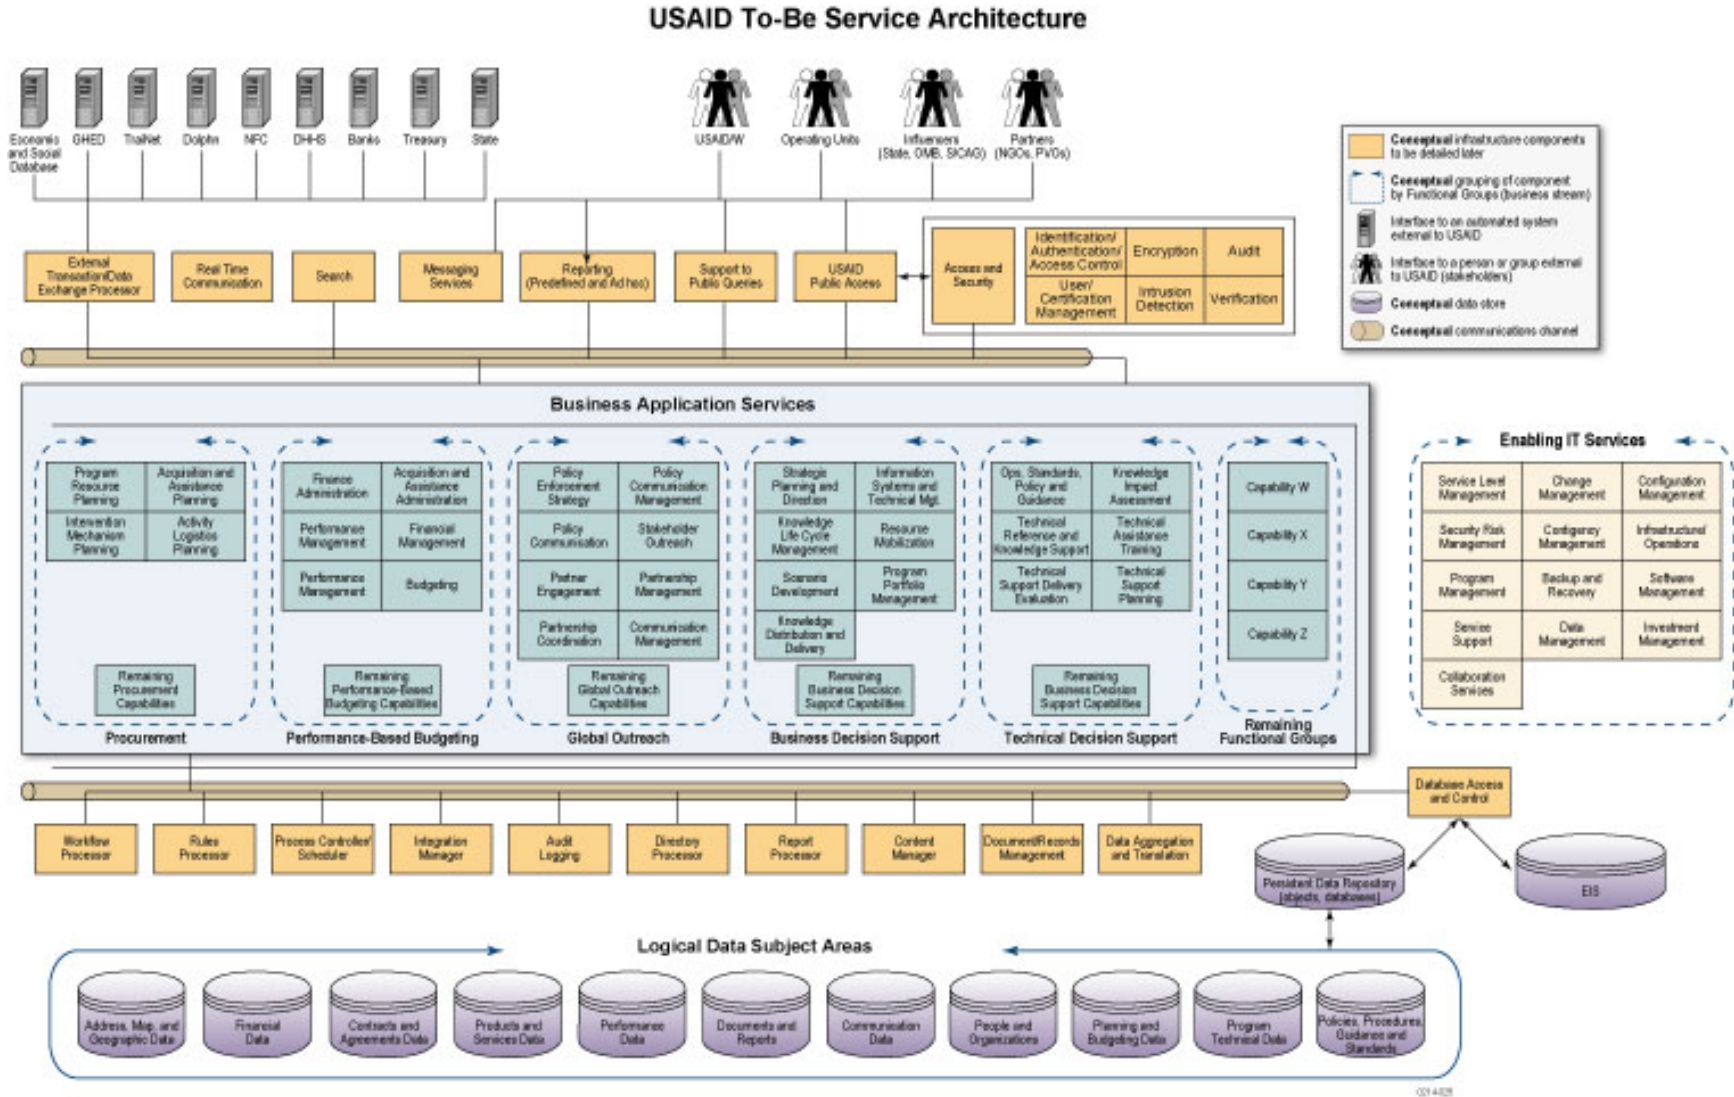 USAID To-Be Service Architecture
Economic
and Social
Database
GHED
ThaiNet
Dolphn
NFC
DHHS
Banks
Treasury
State
USAID/W
Operating Units
Influencers
(State, OMB, SICAG)
Partners
(NGOs, PVOs)
Conceptual infrastructure components
to be detailed later
Conceptual grouping of component
by Functional Groups (business stream)
Interface to an automated system
external to USAID
Interface to a person or group external
to USAID (stakeholders)
Conceptual data store
Conceptual communications channel
External
Transaction/Data
Exchange Processor
Real Time
Communication
Search
Messaging
Services
Reporting
(Predefined and Ad hoc)
Support to
Public Queries
USAID
Public Access
Access and
Security
Identification/
Authentication/
Access Control
Encryption
Audit
User/
Certification
Management
Intrusion
Detection
Verification
Business Application Services
Program
Resource
Planning
Acquisition and
Assistance
Planning
Intervention
Mechanism
Planning
Activity
Logistics
Planning
Remaining
Procurement
Capabilities
Procurement
Finance
Administration
Acquisition and
Assistance
Administration
Performance
Management
Financial
Management
Performance
Management
Budgeting
Remaining
Performance-Based
Budgeting Capabilities
Performance-Based Budgeting
Policy
Enforcement
Strategy
Policy
Communication
Management
Policy
Communication
Stakeholder
Outreach
Partner
Engagement
Partnership
Management
Partnership
Coordination
Communication
Management
Remaining
Global Outreach
Capabilities
Global Outreach
Strategic
Planning and
Direction
Information
Systems and
Technical Mgt.
Knowledge
Life Cycle
Management
Resource
Mobilization
Scenario
Development
Program
Portfolio
Management
Knowledge
Distribution and
Delivery
Remaining
Business Decision
Support Capabilities
Business Decision Support
Ops, Standards,
Policy and
Guidance
Knowledge
Impact
Assessment
Technical
Reference and
Knowledge Support
Technical
Assistance
Training
Technical
Support Delivery
Evaluation
Technical
Support
Planning
Remaining
Business Decision
Support Capabilities
Technical Decision Support
Capability W
Capability X
Capability Y
Capability Z
Remaining
Functional Groups
Enabling IT Services
Service Level
Management
Change
Management
Configuration
Management
Security Risk
Management
Contigency
Management
Infrastructure/
Operations
Program
Management
Backup and
Recovery
Software
Management
Service
Support
Data
Management
Investment
Management
Collaboration
Services
Database Access
and Control
Workflow
Processor
Rules
Processor
Process Controller/
Scheduler
Integration
Manager
Audit
Logging
Directory
Processor
Report
Processor
Content
Manager
Document/Records
Management
Data Aggregation
and Translation
Persistent Data Repository
(objects, databases)
EIS
Logical Data Subject Areas
Address, Map, and
Geographic Data
Financial
Data
Contracts and
Agreements Data
Products and
Services Data
Performance
Data
Documents and
Reports
Communication
Data
People and
Organizations
Planning and
Budgeting Data
Program
Technical Data
Policies, Procedures,
Guidance and
Standards